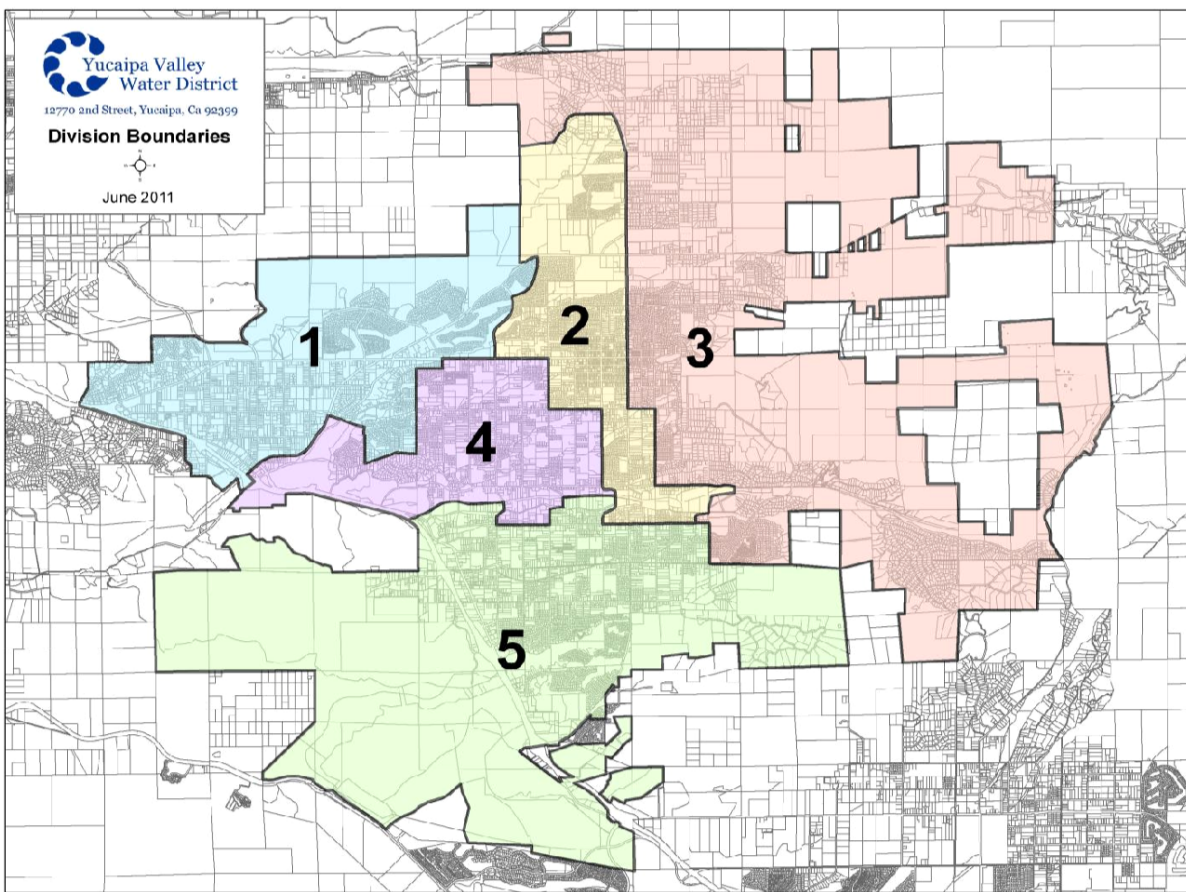 Yucaipa Valley
Water District
12770 2nd Street, Yucaipa, Ca 92399
Division Boundaries
June 2011
1
2
3
4
5